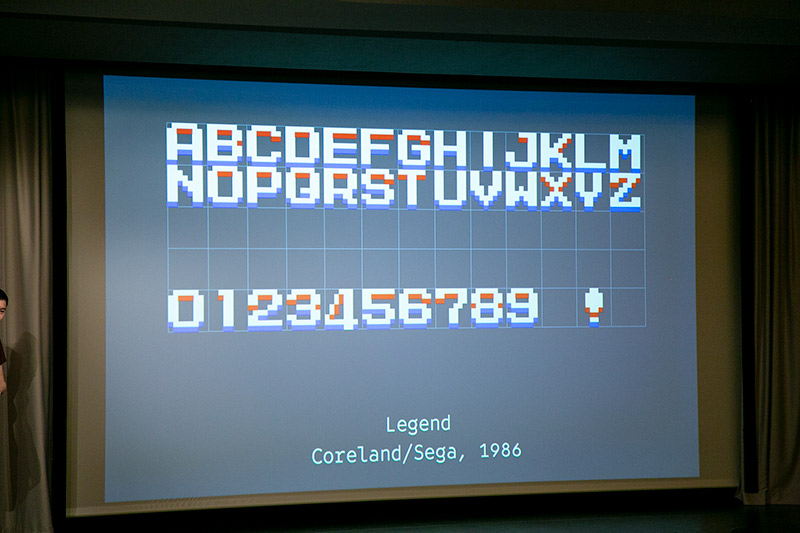 ABCDEFGHIJKLM
NOPQRSTUVWXYZ
0123456789 !
Legend
Coreland/Sega, 1986